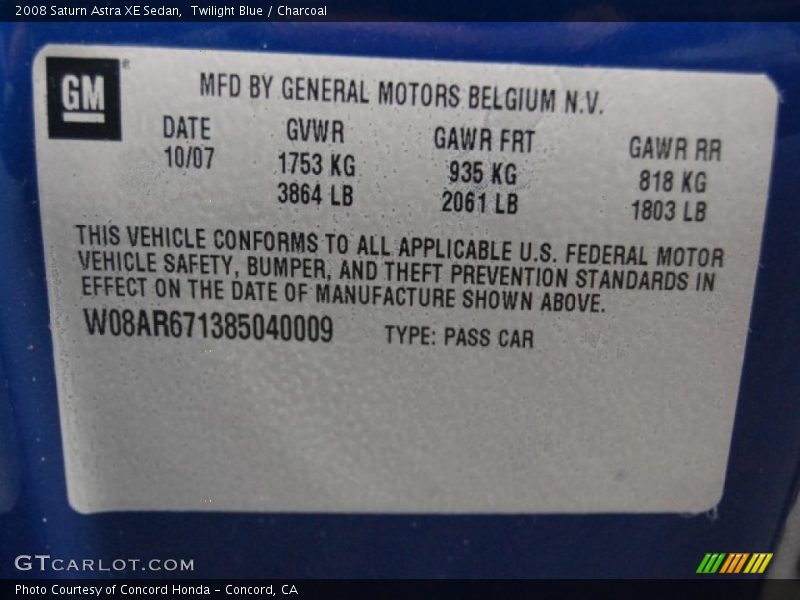 2008 Saturn Astra XE Sedan,  Twilight Blue / Charcoal
GM®
MFD BY GENERAL MOTORS BELGIUM N.V.
DATE GVWR GAWR FRT GAWR RR
10/07 1753 KG 935 KG 818 KG
3864 LB 2061 LB 1803 LB
THIS VEHICLE CONFORMS TO ALL APPLICABLE U.S. FEDERAL MOTOR
VEHICLE SAFETY, BUMPER, AND THEFT PREVENTION STANDARDS IN
EFFECT ON THE DATE OF MANUFACTURE SHOWN ABOVE.
W08AR671385040009 TYPE: PASS CAR
GTCARLOT.COM
Photo Courtesy of Concord Honda - Concord, CA